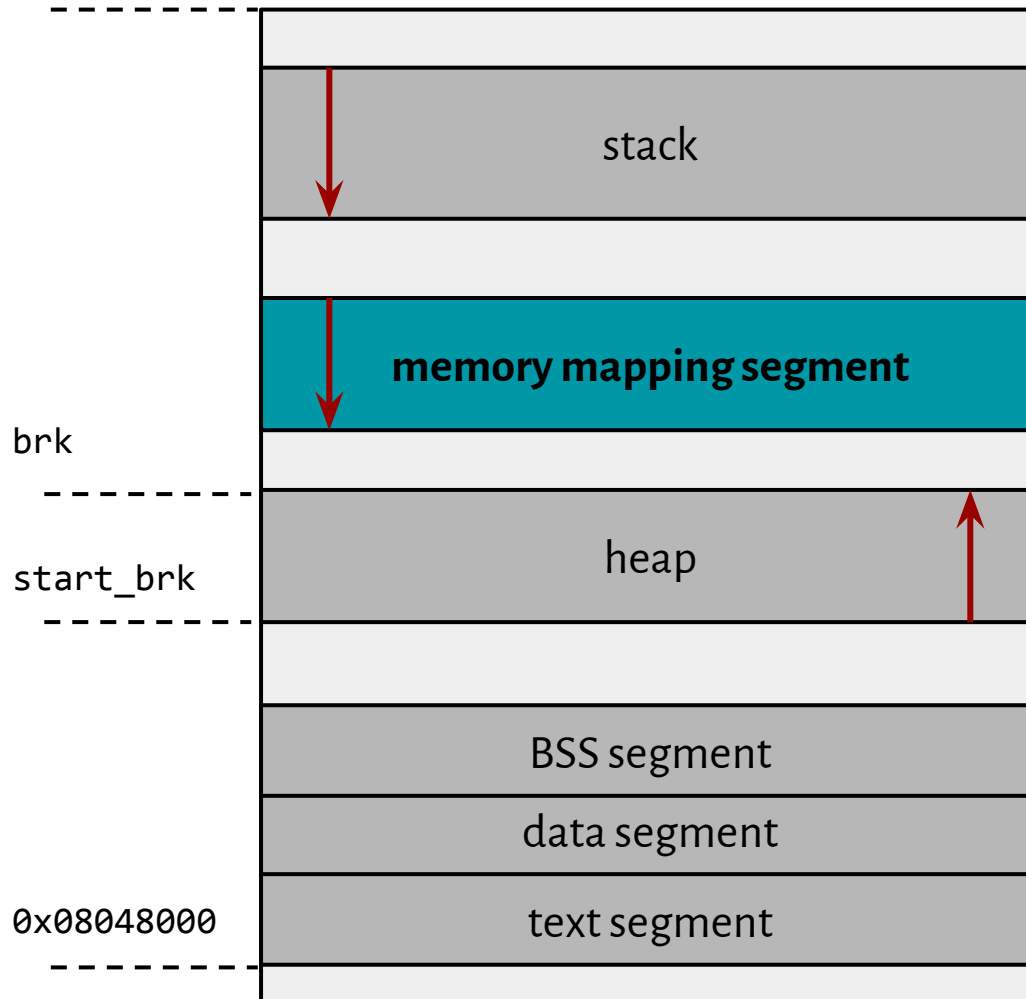 stack
memory mapping segment
brk
heap
start_brk
BSS segment
data segment
0x08048000
text segment